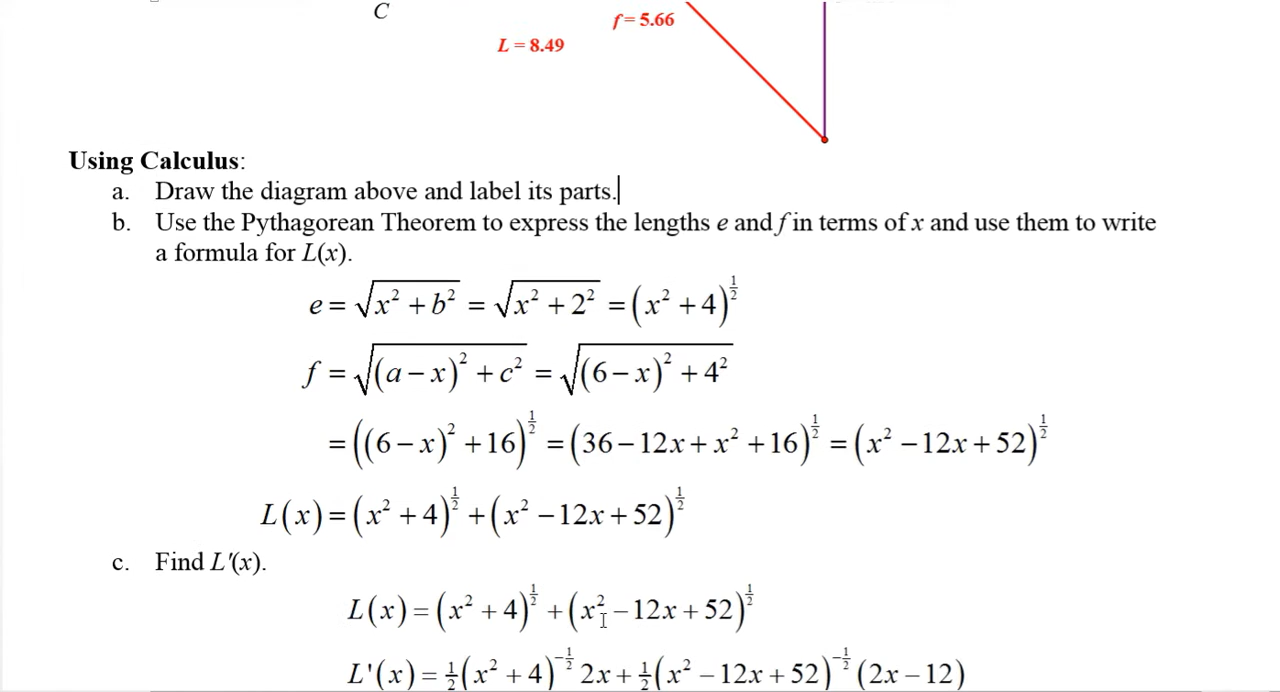 C
f = 5.66
L = 8.49
Using Calculus:
a. Draw the diagram above and label its parts.
b. Use the Pythagorean Theorem to express the lengths e and f in terms of x and use them to write
a formula for L(x).
e = √(x² + b²) = √(x² + 2²) = (x² + 4)^½
f = √((a − x)² + c²) = √((6 − x)² + 4²)
= ((6 − x)² + 16)^½ = (36 − 12x + x² + 16)^½ = (x² − 12x + 52)^½
L(x) = (x² + 4)^½ + (x² − 12x + 52)^½
c. Find L'(x).
L(x) = (x² + 4)^½ + (x² − 12x + 52)^½
L'(x) = ½(x² + 4)^−½ 2x + ½(x² − 12x + 52)^−½ (2x − 12)